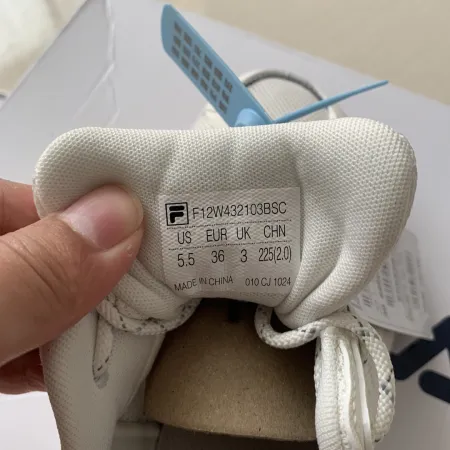 F F12W432103BSC
US EUR UK CHN
5.5 36 3 225(2.0)
MADE IN CHINA 010 CJ 1024